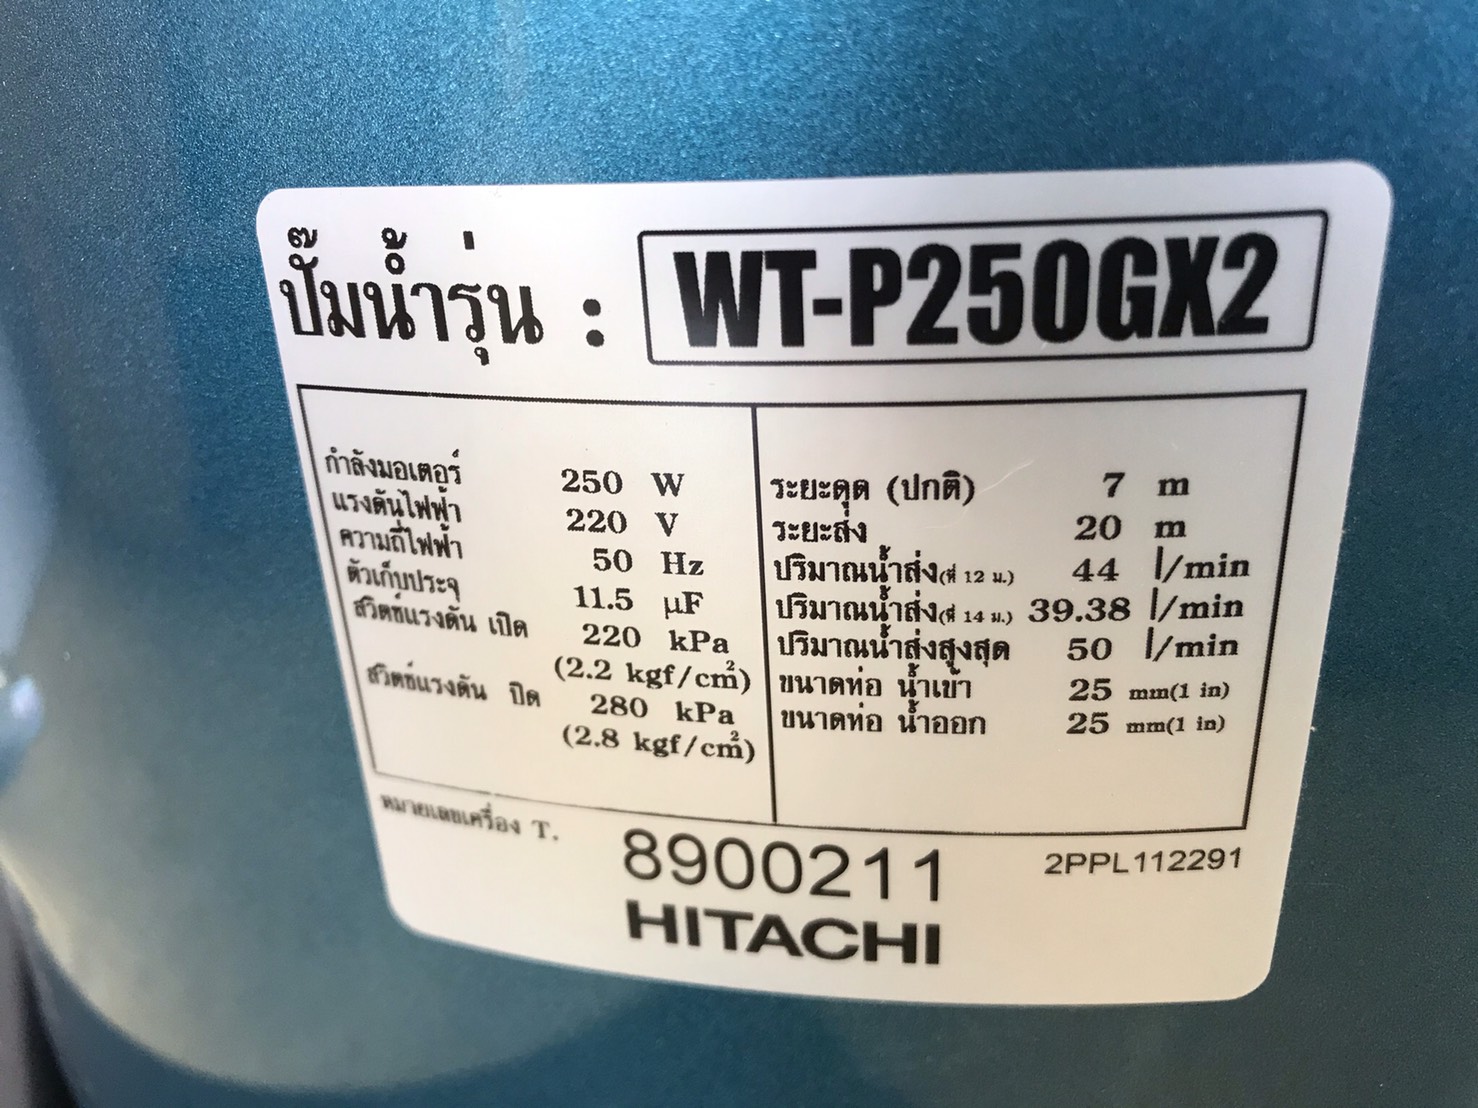 ปั๊มน้ำรุ่น : WT-P250GX2
กำลังมอเตอร์ 250 W
แรงดันไฟฟ้า 220 V
ความถี่ไฟฟ้า 50 Hz
ตัวเก็บประจุ 11.5 µF
สวิตช์แรงดัน เปิด 220 kPa
(2.2 kgf/cm²)
สวิตช์แรงดัน ปิด 280 kPa
(2.8 kgf/cm²)
ระยะดูด (ปกติ) 7 m
ระยะส่ง 20 m
ปริมาณน้ำส่ง(ที่ 12 ม.) 44 l/min
ปริมาณน้ำส่ง(ที่ 14 ม.) 39.38 l/min
ปริมาณน้ำส่งสูงสุด 50 l/min
ขนาดท่อ น้ำเข้า 25 mm(1 in)
ขนาดท่อ น้ำออก 25 mm(1 in)
หมายเลขเครื่อง T. 8900211 2PPL112291
HITACHI